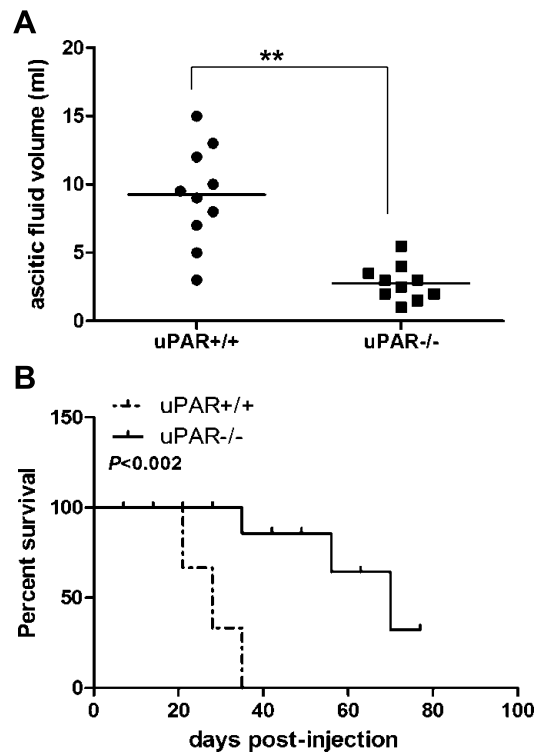 A
20
15
10
5
0
ascitic fluid volume (ml)
**
uPAR+/+ uPAR-/-
B
150
100
50
0
Percent survival
uPAR+/+
uPAR-/-
P<0.002
0 20 40 60 80 100
days post-injection